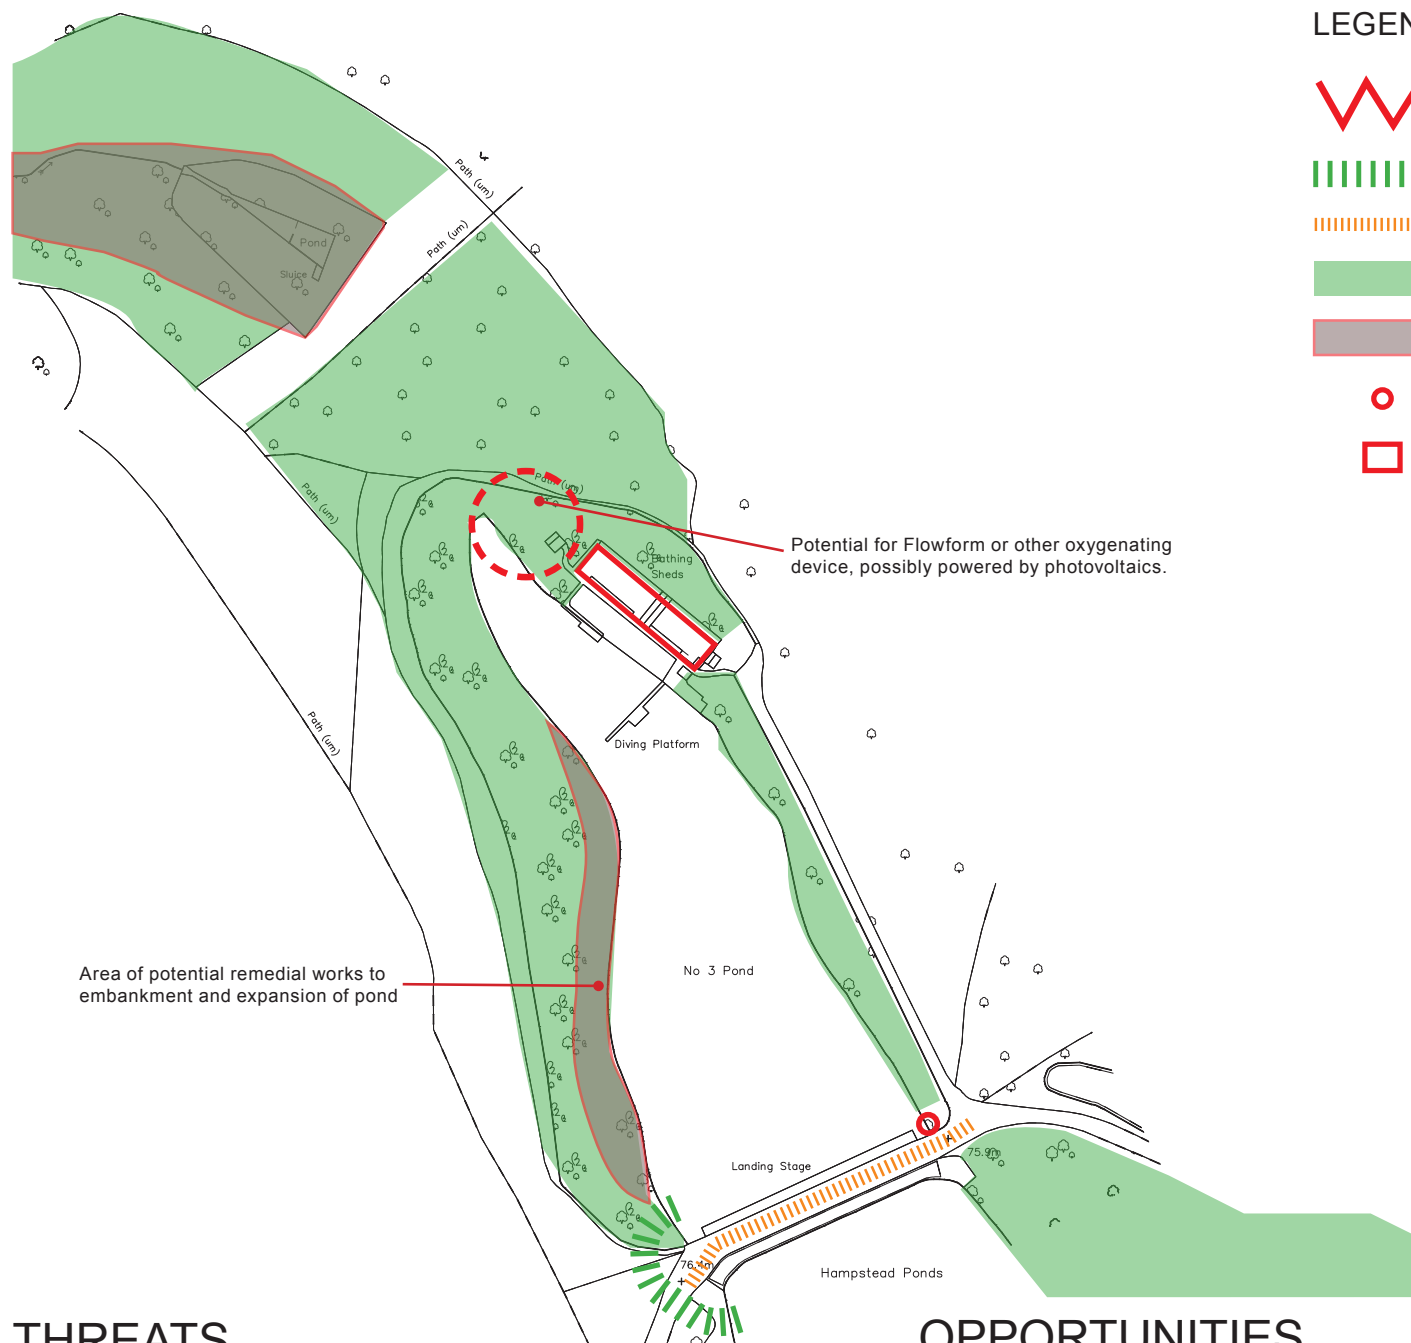 LEGEN
Path (um)
Path (um)
Pond
Sluice
Path (um)
Path (um)
Bathing
Sheds
Potential for Flowform or other oxygenating
device, possibly powered by photovoltaics.
Path (um)
Diving Platform
Area of potential remedial works to
embankment and expansion of pond
No 3 Pond
Landing Stage
75.9m
76.4m
Hampstead Ponds
THREATS
OPPORTUNITIES